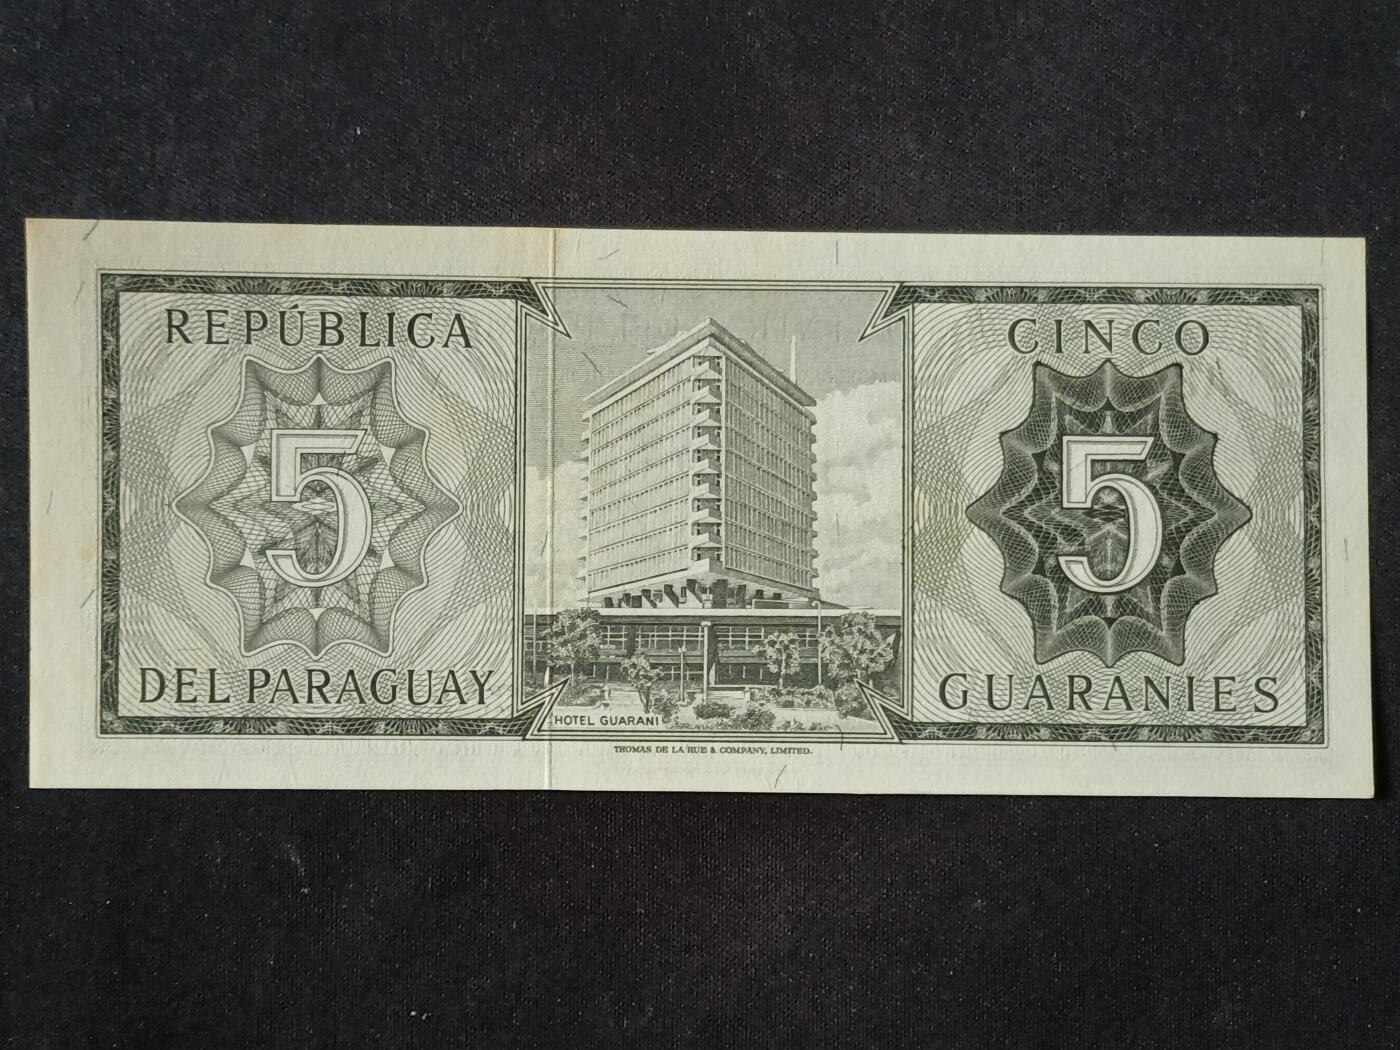 REPÚBLICA
5
DEL PARAGUAY
HOTEL GUARANI
THOMAS DE LA RUE & COMPANY, LIMITED.
CINCO
5
GUARANIES